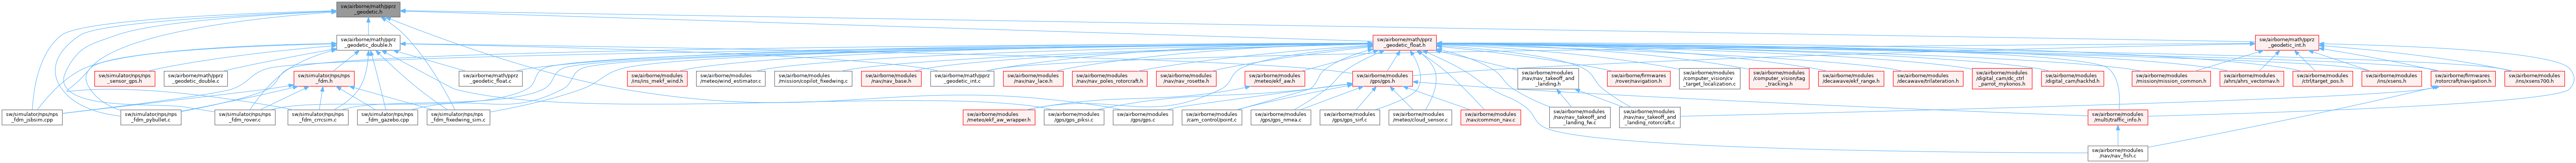 sw/airborne/math/pprz
_geodetic.h
sw/airborne/math/pprz
_geodetic_double.h
sw/airborne/math/pprz
_geodetic_float.h
sw/airborne/math/pprz
_geodetic_int.h
sw/simulator/nps/nps
_sensor_gps.h
sw/airborne/math/pprz
_geodetic_double.c
sw/simulator/nps/nps
_fdm.h
sw/airborne/math/pprz
_geodetic_float.c
sw/airborne/modules
/ins/ins_mekf_wind.h
sw/airborne/modules
/meteo/wind_estimator.c
sw/airborne/modules
/mission/copilot_fixedwing.c
sw/airborne/modules
/nav/nav_base.h
sw/airborne/math/pprz
_geodetic_int.c
sw/airborne/modules
/nav/nav_lace.h
sw/airborne/modules
/nav/nav_poles_rotorcraft.h
sw/airborne/modules
/nav/nav_rosette.h
sw/airborne/modules
/meteo/ekf_aw.h
sw/airborne/modules
/gps/gps.h
sw/airborne/modules
/nav/nav_takeoff_and
_landing.h
sw/airborne/firmwares
/rover/navigation.h
sw/airborne/modules
/computer_vision/cv
_target_localization.c
sw/airborne/modules
/computer_vision/tag
_tracking.h
sw/airborne/modules
/decawave/ekf_range.h
sw/airborne/modules
/decawave/trilateration.h
sw/airborne/modules
/digital_cam/dc_ctrl
_parrot_mykonos.h
sw/airborne/modules
/digital_cam/hackhd.h
sw/airborne/modules
/mission/mission_common.h
sw/airborne/modules
/ahrs/ahrs_vectornav.h
sw/airborne/modules
/ctrl/target_pos.h
sw/airborne/modules
/ins/xsens.h
sw/airborne/firmwares
/rotorcraft/navigation.h
sw/airborne/modules
/ins/xsens700.h
sw/simulator/nps/nps
_fdm_jsbsim.cpp
sw/simulator/nps/nps
_fdm_pybullet.c
sw/simulator/nps/nps
_fdm_rover.c
sw/simulator/nps/nps
_fdm_crrcsim.c
sw/simulator/nps/nps
_fdm_gazebo.cpp
sw/simulator/nps/nps
_fdm_fixedwing_sim.c
sw/airborne/modules
/meteo/ekf_aw_wrapper.h
sw/airborne/modules
/gps/gps_piksi.c
sw/airborne/modules
/gps/gps.c
sw/airborne/modules
/cam_control/point.c
sw/airborne/modules
/gps/gps_nmea.c
sw/airborne/modules
/gps/gps_sirf.c
sw/airborne/modules
/meteo/cloud_sensor.c
sw/airborne/modules
/nav/common_nav.c
sw/airborne/modules
/nav/nav_takeoff_and
_landing_fw.c
sw/airborne/modules
/nav/nav_takeoff_and
_landing_rotorcraft.c
sw/airborne/modules
/multi/traffic_info.h
sw/airborne/modules
/nav/nav_fish.c